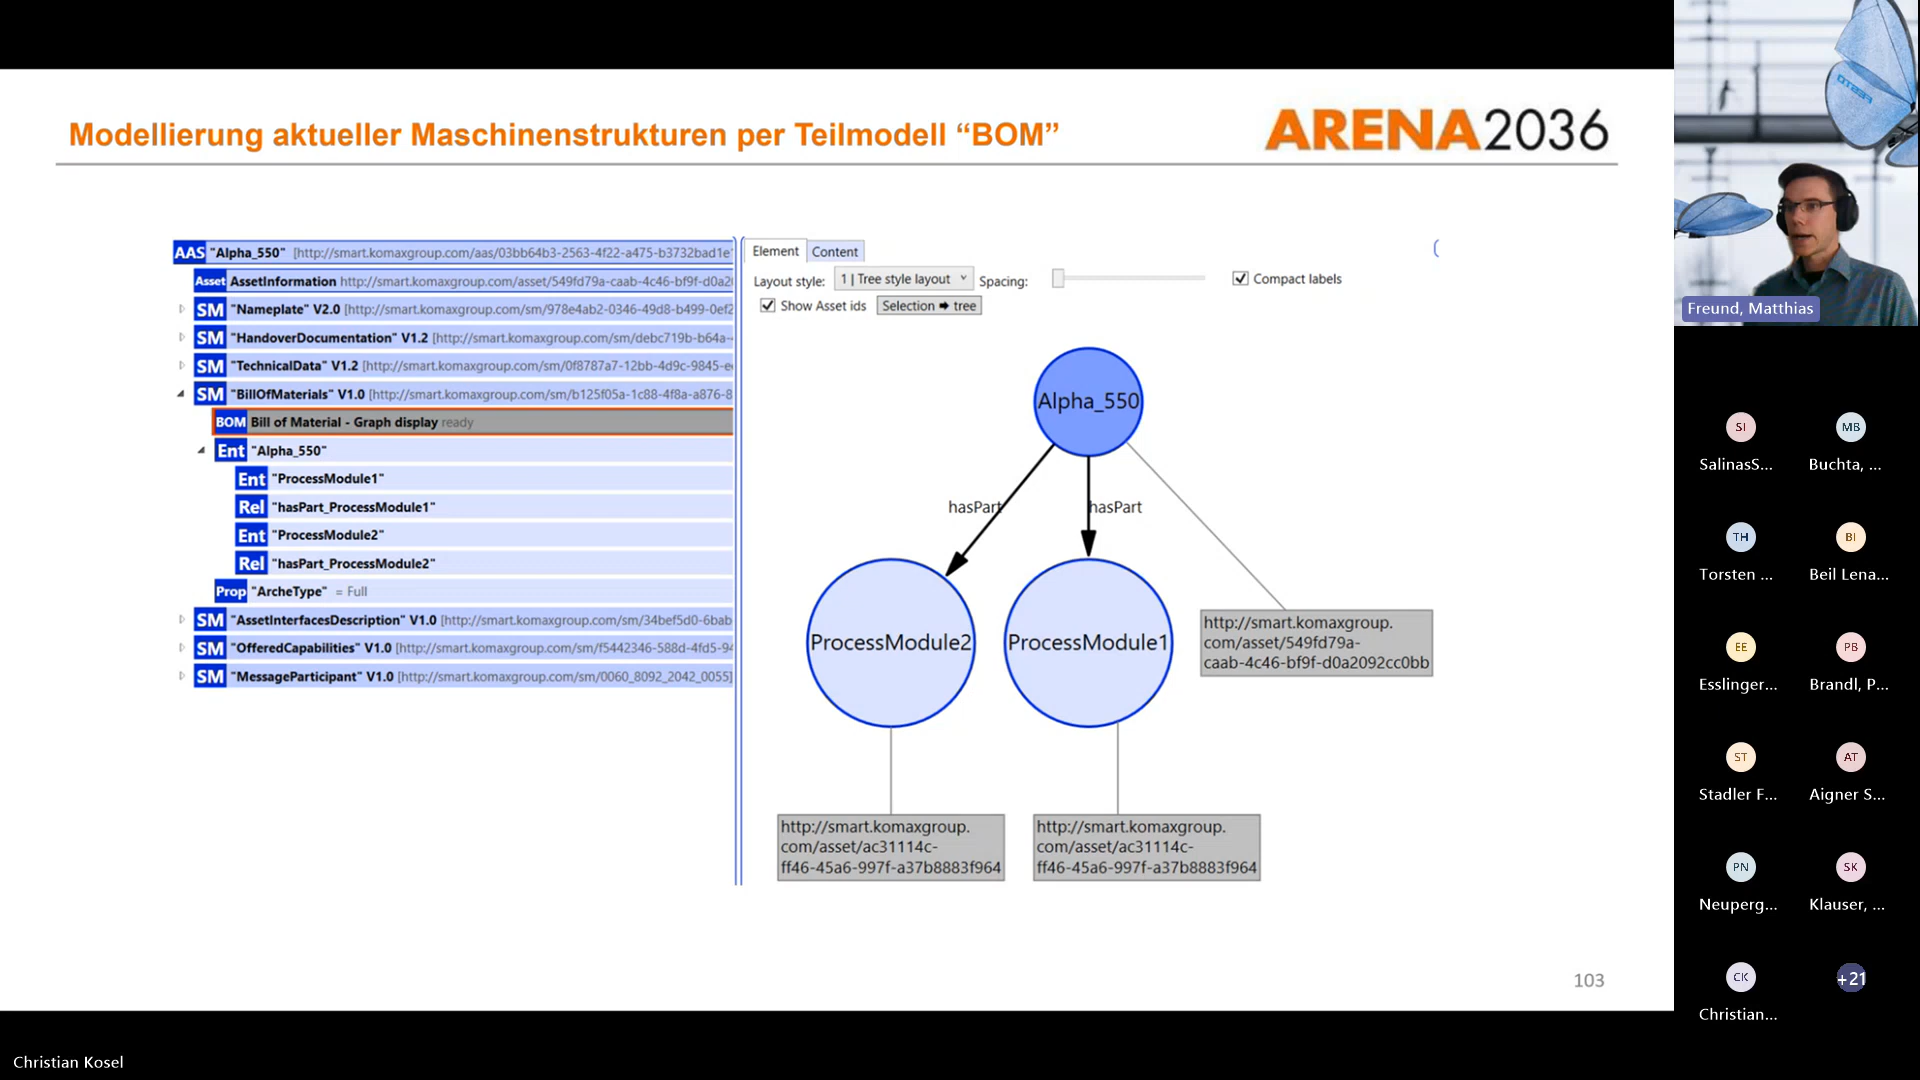 Modellierung aktueller Maschinenstrukturen per Teilmodell “BOM”
ARENA2036
AAS "Alpha_550" [http://smart.komaxgroup.com/aas/03bb64b3-2563-4f22-a475-b3732bad1e
Asset AssetInformation http://smart.komaxgroup.com/asset/549fd79a-caab-4c46-bf9f-d0a2
SM "Nameplate" V2.0 [http://smart.komaxgroup.com/sm/978e4ab2-0346-49d8-b499-0ef2
SM "HandoverDocumentation" V1.2 [http://smart.komaxgroup.com/sm/debc719b-b64a-
SM "TechnicalData" V1.2 [http://smart.komaxgroup.com/sm/0f8787a7-12bb-4d9c-9845-e
SM "BillOfMaterials" V1.0 [http://smart.komaxgroup.com/sm/b125f05a-1c88-4f8a-a876-8
BOM Bill of Material - Graph display ready
Ent "Alpha_550"
Ent "ProcessModule1"
Rel "hasPart_ProcessModule1"
Ent "ProcessModule2"
Rel "hasPart_ProcessModule2"
Prop "ArcheType" = Full
SM "AssetInterfacesDescription" V1.0 [http://smart.komaxgroup.com/sm/34bef5d0-6bab
SM "OfferedCapabilities" V1.0 [http://smart.komaxgroup.com/sm/f5442346-588d-4fd5-94
SM "MessageParticipant" V1.0 [http://smart.komaxgroup.com/sm/0060_8092_2042_0055]
Element Content
Layout style: 1 | Tree style layout Spacing: Compact labels
Show Asset ids Selection ➡ tree
Alpha_550
hasPart hasPart
ProcessModule2 ProcessModule1
http://smart.komaxgroup.
com/asset/549fd79a-
caab-4c46-bf9f-d0a2092cc0bb
http://smart.komaxgroup.
com/asset/ac31114c-
ff46-45a6-997f-a37b8883f964
http://smart.komaxgroup.
com/asset/ac31114c-
ff46-45a6-997f-a37b8883f964
103
FESTO
Freund, Matthias
SI MB
SalinasS... Buchta, ...
TH BI
Torsten ... Beil Lena...
EE PB
Esslinger... Brandl, P...
ST AT
Stadler F... Aigner S...
PN SK
Neuperg... Klauser, ...
CK +21
Christian...
Christian Kosel